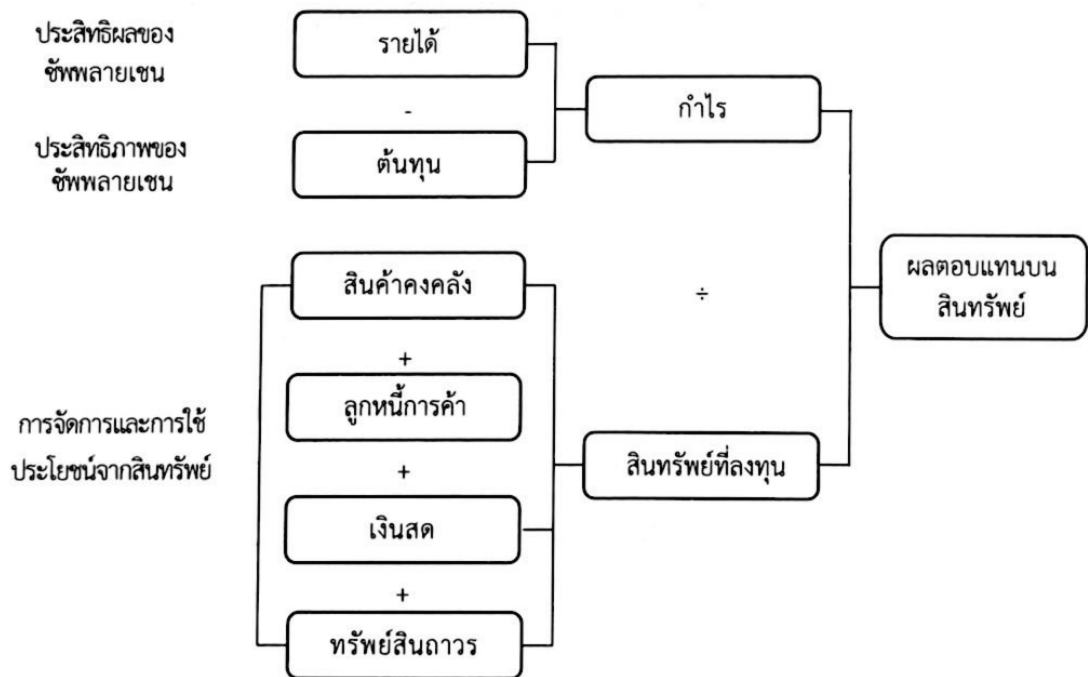 ประสิทธิผลของ
ซัพพลายเชน
รายได้
-
กำไร
ประสิทธิภาพของ
ซัพพลายเชน
ต้นทุน
สินค้าคงคลัง
÷
ผลตอบแทนบน
สินทรัพย์
+
ลูกหนี้การค้า
การจัดการและการใช้
ประโยชน์จากสินทรัพย์
+
สินทรัพย์ที่ลงทุน
เงินสด
+
ทรัพย์สินถาวร